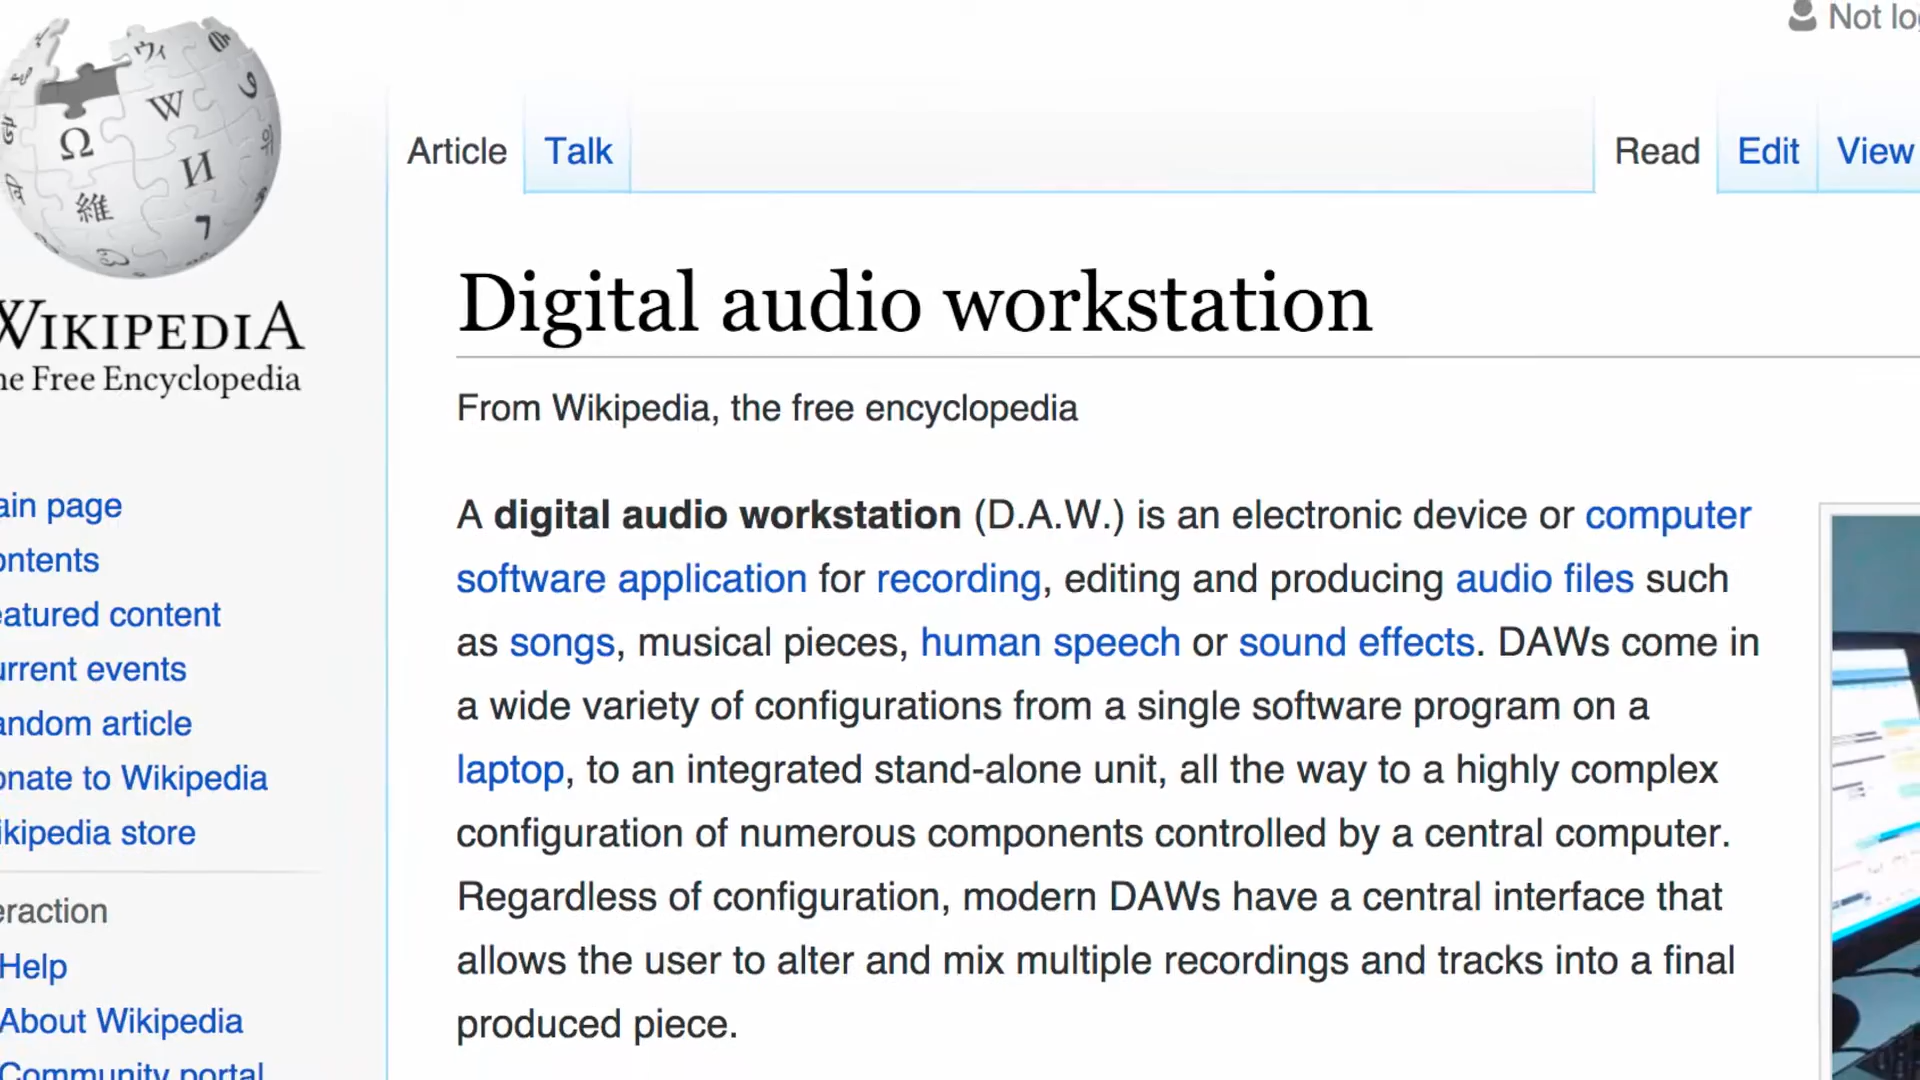 Not
Article Talk Read Edit View
WIKIPEDIA
The Free Encyclopedia
Digital audio workstation
From Wikipedia, the free encyclopedia
A digital audio workstation (D.A.W.) is an electronic device or computer
software application for recording, editing and producing audio files such
as songs, musical pieces, human speech or sound effects. DAWs come in
a wide variety of configurations from a single software program on a
laptop, to an integrated stand-alone unit, all the way to a highly complex
configuration of numerous components controlled by a central computer.
Regardless of configuration, modern DAWs have a central interface that
allows the user to alter and mix multiple recordings and tracks into a final
produced piece.
ain page
ontents
eatured content
urrent events
andom article
onate to Wikipedia
ikipedia store
eraction
Help
About Wikipedia
Community portal